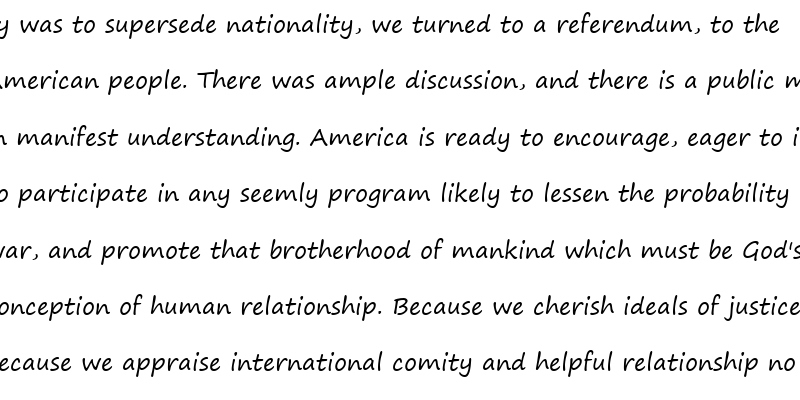 was to supersede nationality, we turned to a referendum, to the
American people. There was ample discussion, and there is a public
manifest understanding. America is ready to encourage, eager to
participate in any seemly program likely to lessen the probability
war, and promote that brotherhood of mankind which must be God's
conception of human relationship. Because we cherish ideals of justice
because we appraise international comity and helpful relationship no